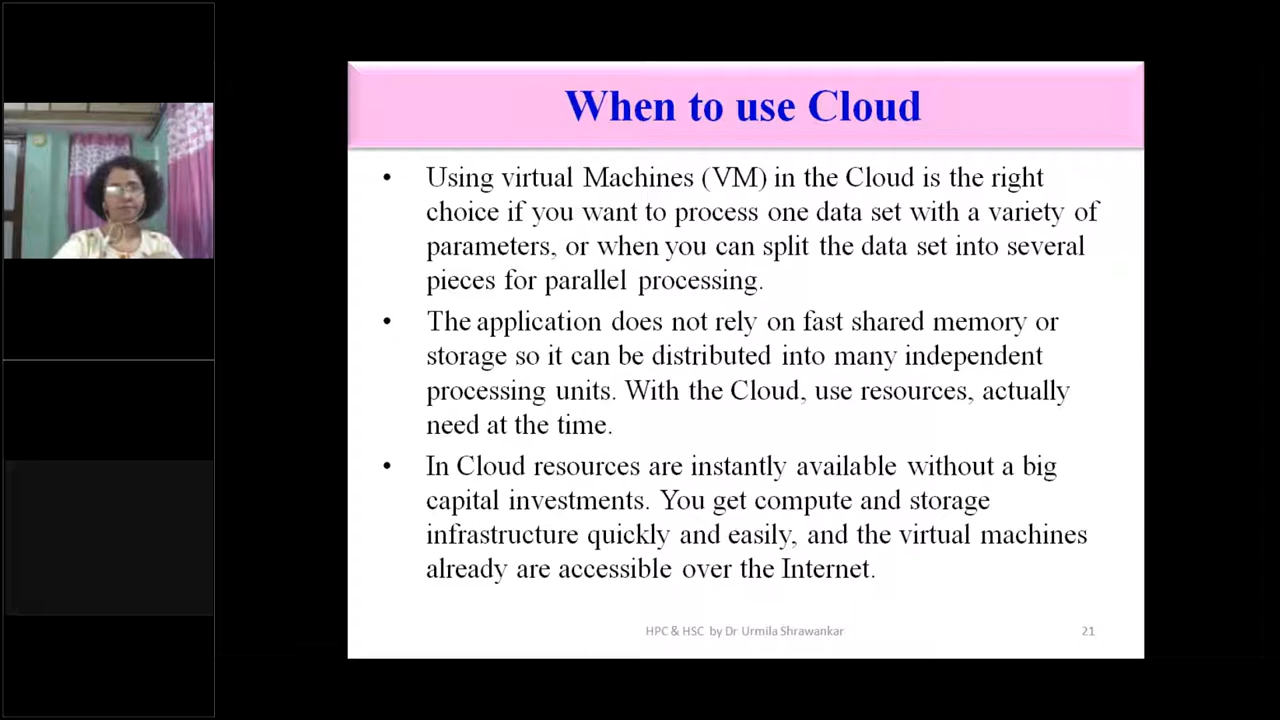 When to use Cloud
• Using virtual Machines (VM) in the Cloud is the right
choice if you want to process one data set with a variety of
parameters, or when you can split the data set into several
pieces for parallel processing.
• The application does not rely on fast shared memory or
storage so it can be distributed into many independent
processing units. With the Cloud, use resources, actually
need at the time.
• In Cloud resources are instantly available without a big
capital investments. You get compute and storage
infrastructure quickly and easily, and the virtual machines
already are accessible over the Internet.
HPC & HSC by Dr Urmila Shrawankar
21